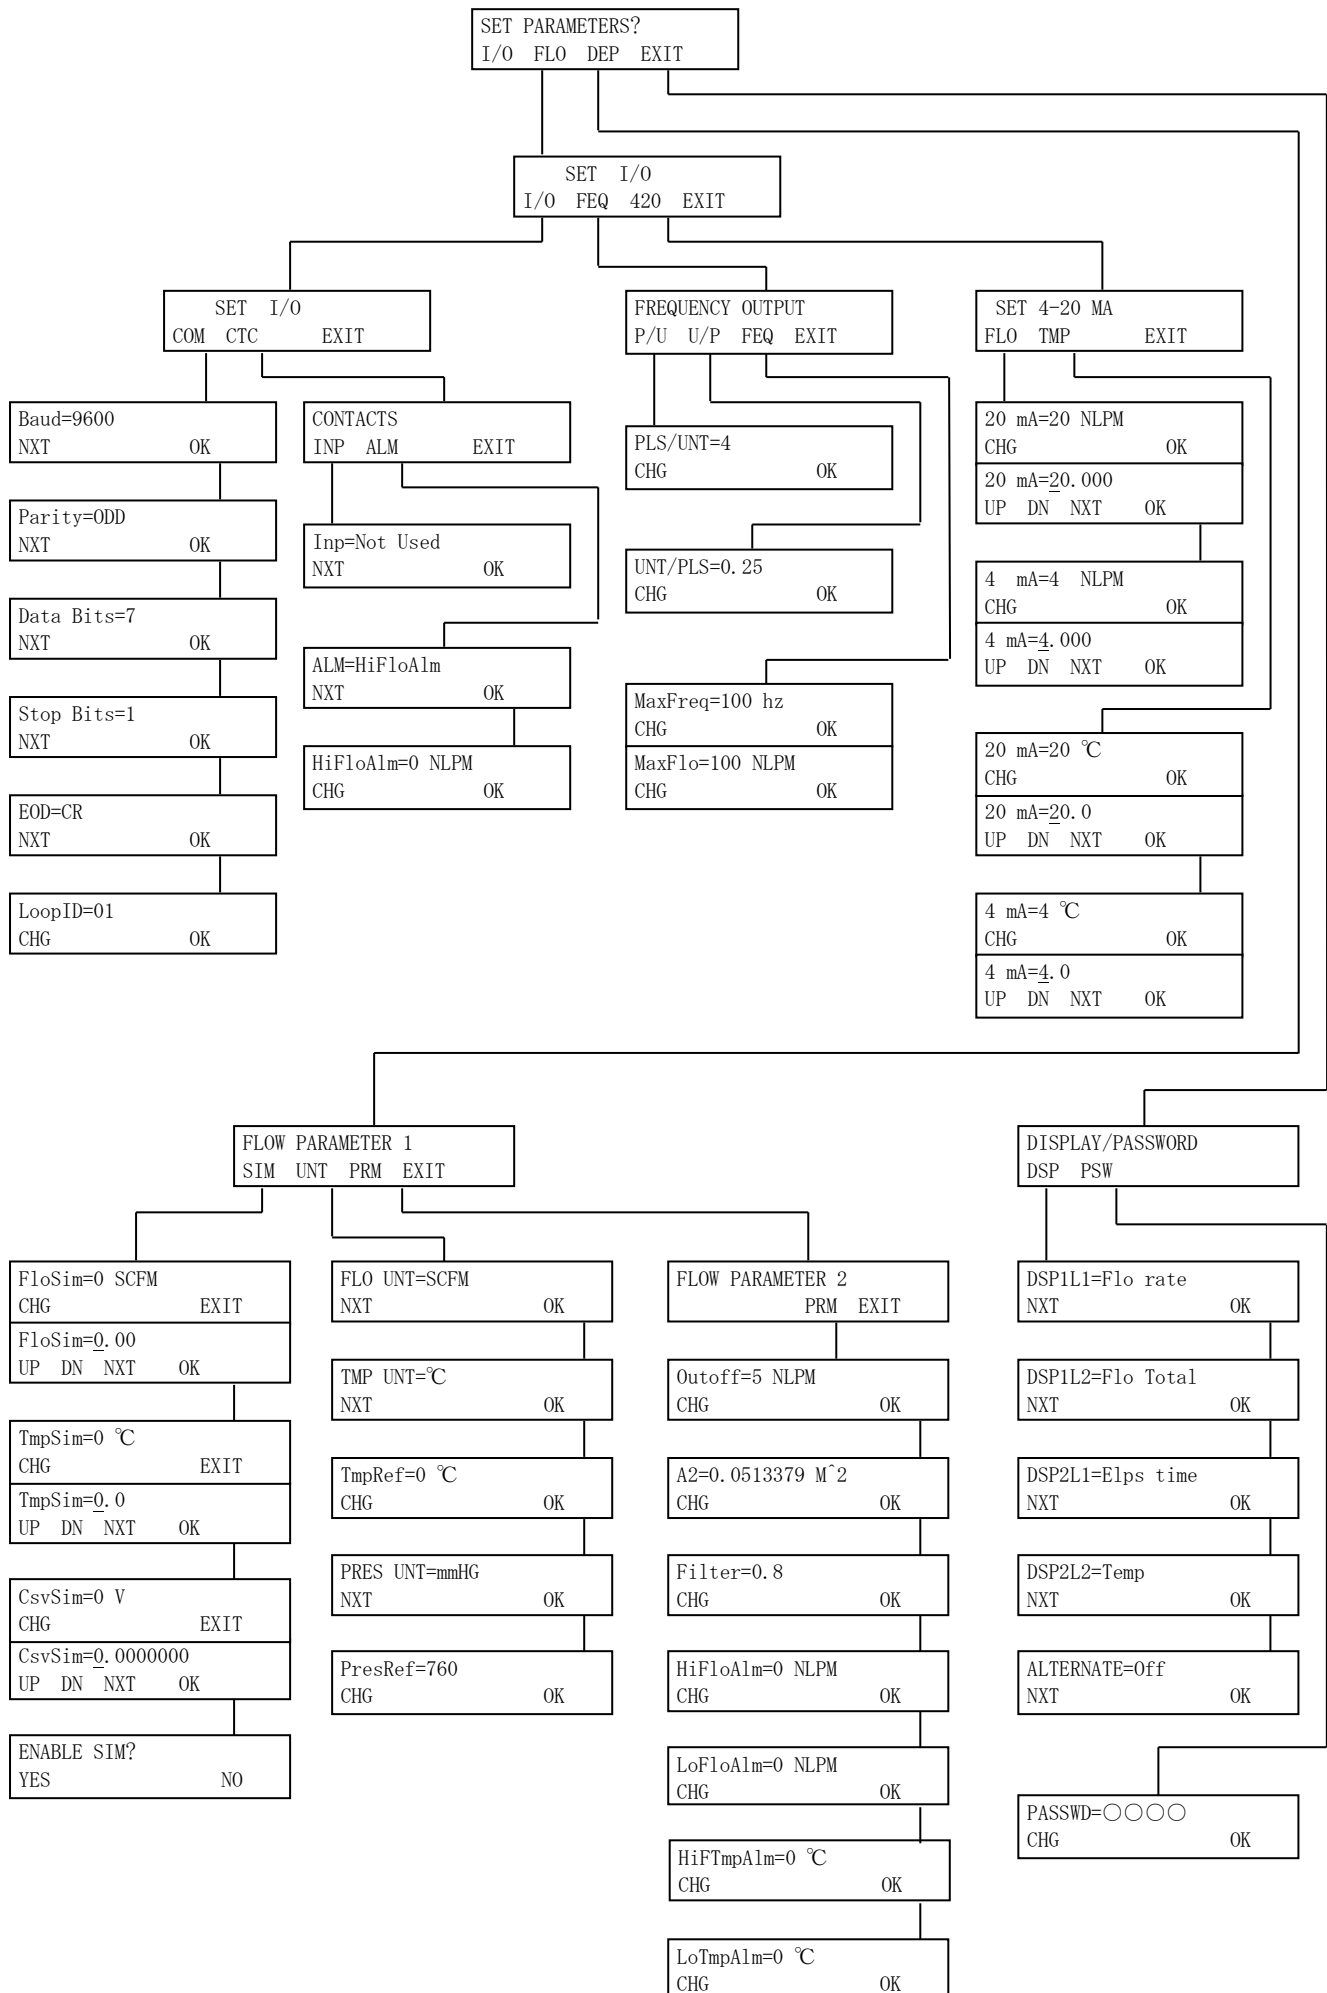 SET PARAMETERS?
I/O FLO DEP EXIT
SET I/O
I/O FEQ 420 EXIT
SET I/O
COM CTC EXIT
FREQUENCY OUTPUT
P/U U/P FEQ EXIT
SET 4-20 MA
FLO TMP EXIT
Baud=9600
NXT OK
Parity=ODD
NXT OK
Data Bits=7
NXT OK
Stop Bits=1
NXT OK
EOD=CR
NXT OK
LoopID=01
CHG OK
CONTACTS
INP ALM EXIT
Inp=Not Used
NXT OK
ALM=HiFloAlm
NXT OK
HiFloAlm=0 NLPM
CHG OK
PLS/UNT=4
CHG OK
UNT/PLS=0.25
CHG OK
MaxFreq=100 hz
CHG OK
MaxFlo=100 NLPM
CHG OK
20 mA=20 NLPM
CHG OK
20 mA=20.000
UP DN NXT OK
4 mA=4 NLPM
CHG OK
4 mA=4.000
UP DN NXT OK
20 mA=20 ℃
CHG OK
20 mA=20.0
UP DN NXT OK
4 mA=4 ℃
CHG OK
4 mA=4.0
UP DN NXT OK
FLOW PARAMETER 1
SIM UNT PRM EXIT
DISPLAY/PASSWORD
DSP PSW
FloSim=0 SCFM
CHG EXIT
FloSim=0.00
UP DN NXT OK
TmpSim=0 ℃
CHG EXIT
TmpSim=0.0
UP DN NXT OK
CsvSim=0 V
CHG EXIT
CsvSim=0.0000000
UP DN NXT OK
ENABLE SIM?
YES NO
FLO UNT=SCFM
NXT OK
TMP UNT=℃
NXT OK
TmpRef=0 ℃
CHG OK
PRES UNT=mmHG
NXT OK
PresRef=760
CHG OK
FLOW PARAMETER 2
PRM EXIT
Outoff=5 NLPM
CHG OK
A2=0.0513379 M^2
CHG OK
Filter=0.8
CHG OK
HiFloAlm=0 NLPM
CHG OK
LoFloAlm=0 NLPM
CHG OK
HiFTmpAlm=0 ℃
CHG OK
LoTmpAlm=0 ℃
CHG OK
DSP1L1=Flo rate
NXT OK
DSP1L2=Flo Total
NXT OK
DSP2L1=Elps time
NXT OK
DSP2L2=Temp
NXT OK
ALTERNATE=Off
NXT OK
PASSWD=○○○○
CHG OK